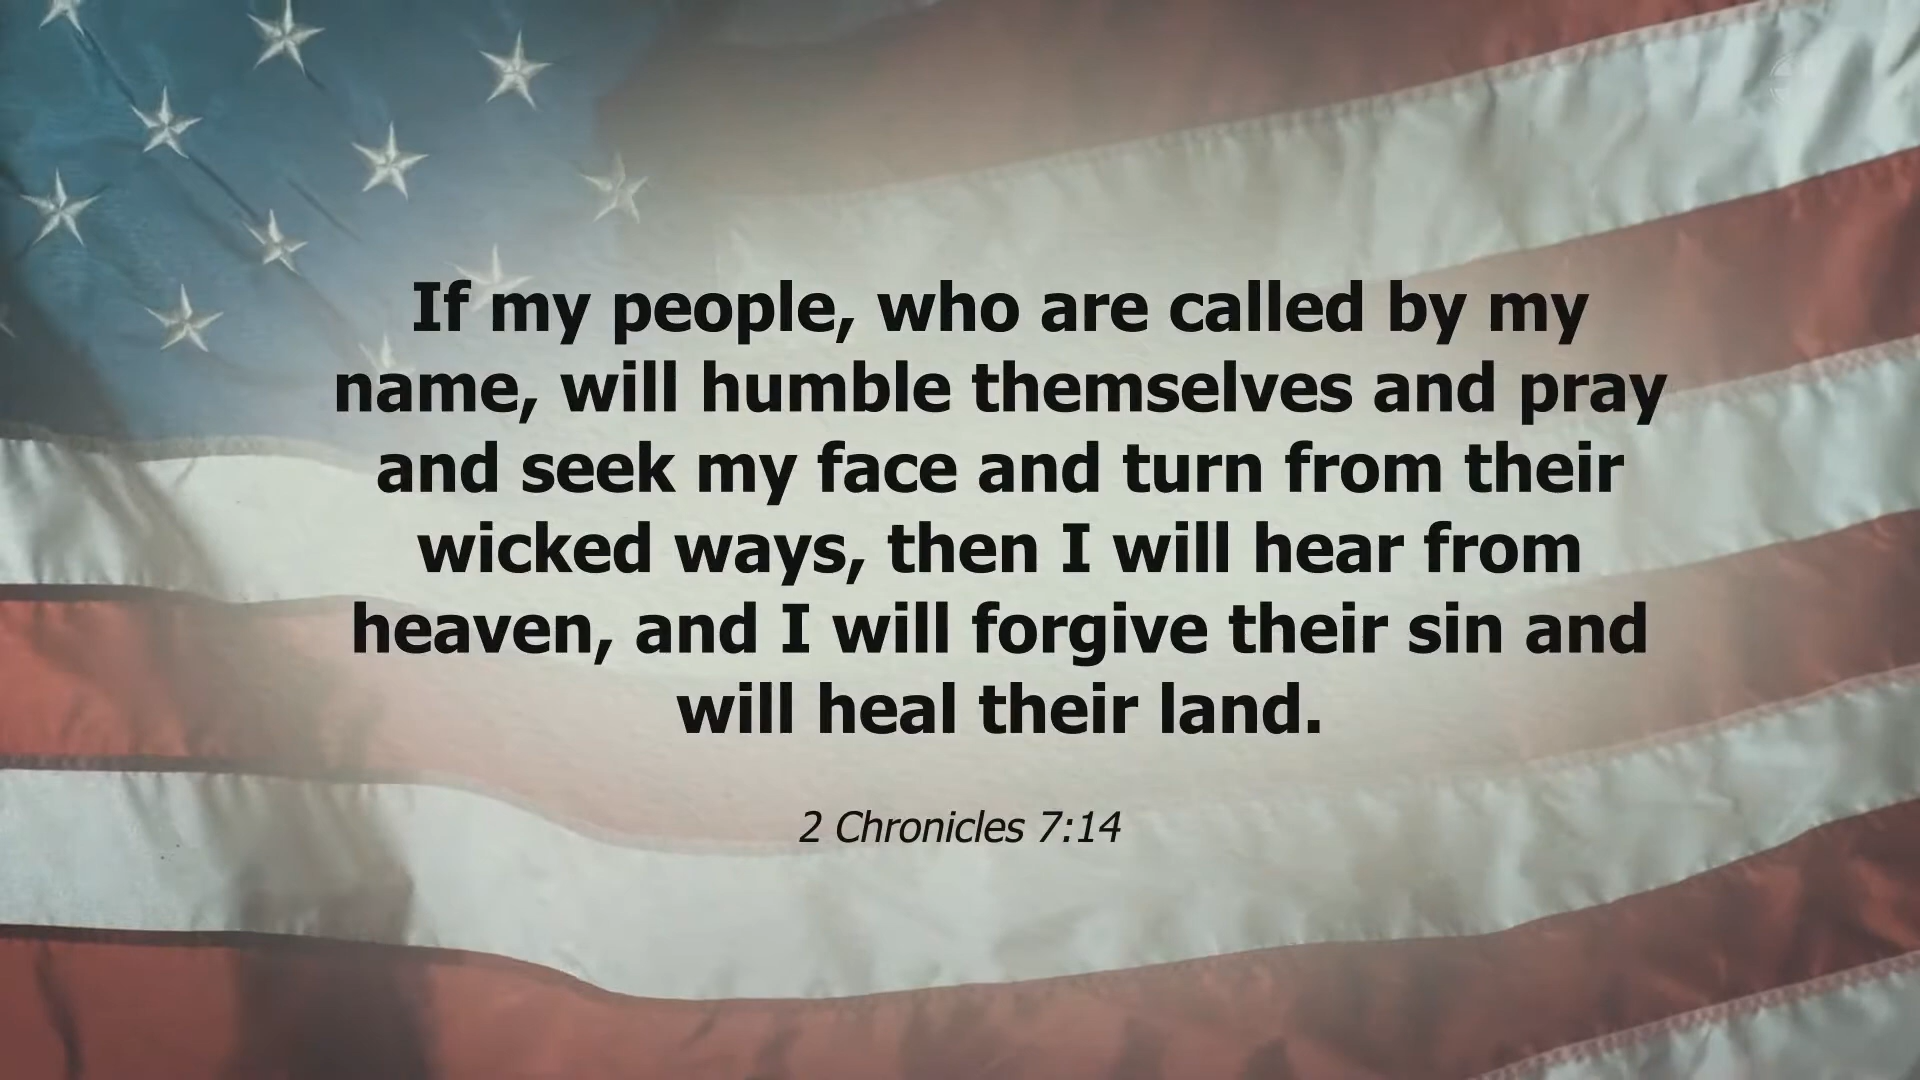 If my people, who are called by my
name, will humble themselves and pray
and seek my face and turn from their
wicked ways, then I will hear from
heaven, and I will forgive their sin and
will heal their land.
2 Chronicles 7:14